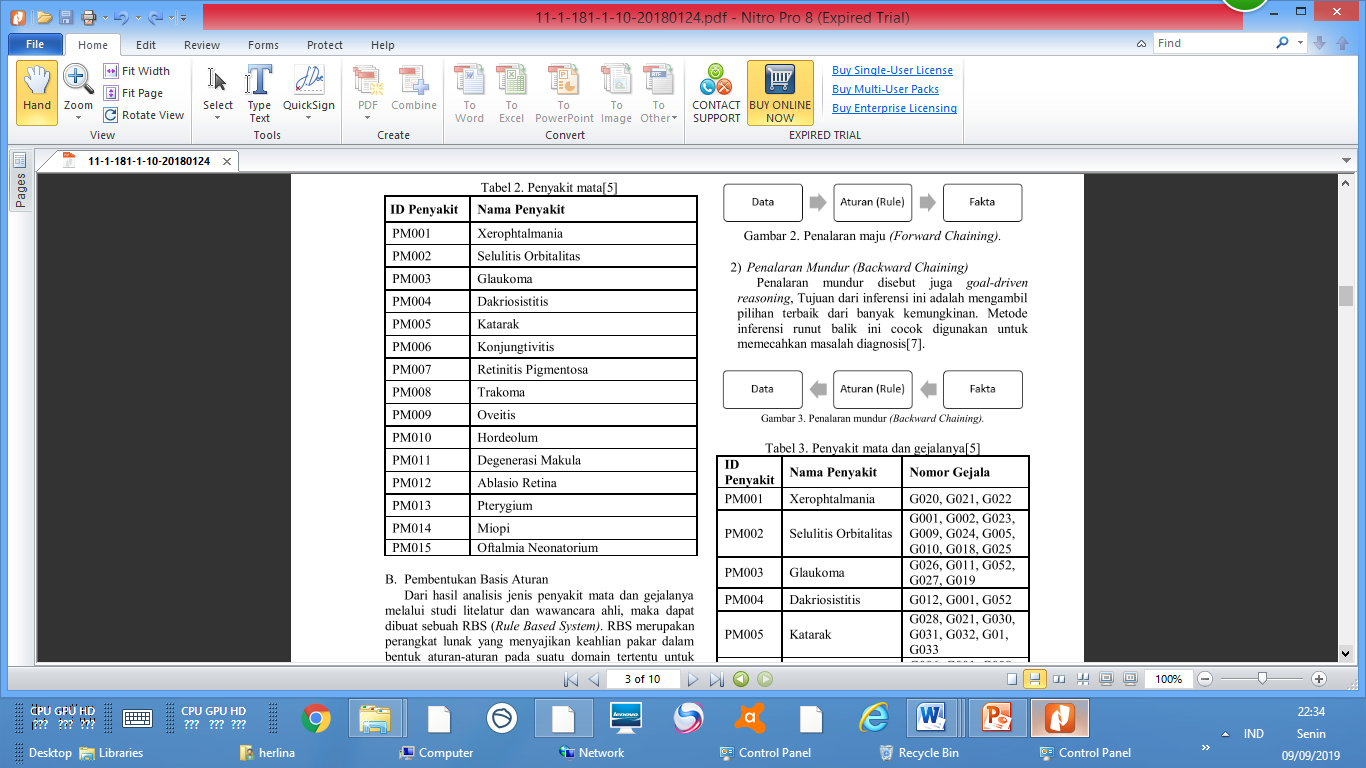 11-1-181-1-10-20180124.pdf - Nitro Pro 8 (Expired Trial)
File Home Edit Review Forms Protect Help
Find
Hand
Zoom
Fit Width
Fit Page
Rotate View
Select
Type Text
QuickSign
PDF
Combine
To Word
To Excel
To PowerPoint
To Image
To Other
CONTACT SUPPORT
BUY ONLINE NOW
Buy Single-User License
Buy Multi-User Packs
Buy Enterprise Licensing
View Tools Create Convert EXPIRED TRIAL
11-1-181-1-10-20180124
Pages
Tabel 2. Penyakit mata[5]
ID Penyakit Nama Penyakit
PM001 Xerophtalmania
PM002 Selulitis Orbitalitas
PM003 Glaukoma
PM004 Dakriosistitis
PM005 Katarak
PM006 Konjungtivitis
PM007 Retinitis Pigmentosa
PM008 Trakoma
PM009 Oveitis
PM010 Hordeolum
PM011 Degenerasi Makula
PM012 Ablasio Retina
PM013 Pterygium
PM014 Miopi
PM015 Oftalmia Neonatorium
B. Pembentukan Basis Aturan
Dari hasil analisis jenis penyakit mata dan gejalanya
melalui studi litelatur dan wawancara ahli, maka dapat
dibuat sebuah RBS (Rule Based System). RBS merupakan
perangkat lunak yang menyajikan keahlian pakar dalam
bentuk aturan-aturan pada suatu domain tertentu untuk
Data Aturan (Rule) Fakta
Gambar 2. Penalaran maju (Forward Chaining).
2) Penalaran Mundur (Backward Chaining)
Penalaran mundur disebut juga goal-driven
reasoning, Tujuan dari inferensi ini adalah mengambil
pilihan terbaik dari banyak kemungkinan. Metode
inferensi runut balik ini cocok digunakan untuk
memecahkan masalah diagnosis[7].
Data Aturan (Rule) Fakta
Gambar 3. Penalaran mundur (Backward Chaining).
Tabel 3. Penyakit mata dan gejalanya[5]
ID Penyakit Nama Penyakit Nomor Gejala
PM001 Xerophtalmania G020, G021, G022
PM002 Selulitis Orbitalitas G001, G002, G023,
G009, G024, G005,
G010, G018, G025
PM003 Glaukoma G026, G011, G052,
G027, G019
PM004 Dakriosistitis G012, G001, G052
PM005 Katarak G028, G021, G030,
G031, G032, G01,
G033
3 of 10
100%
CPU GPU HD
??? ??? ???
CPU GPU HD
??? ??? ???
lenovo
22:34
IND Senin
09/09/2019
Desktop Libraries herlina Computer Network Control Panel Recycle Bin Control Panel